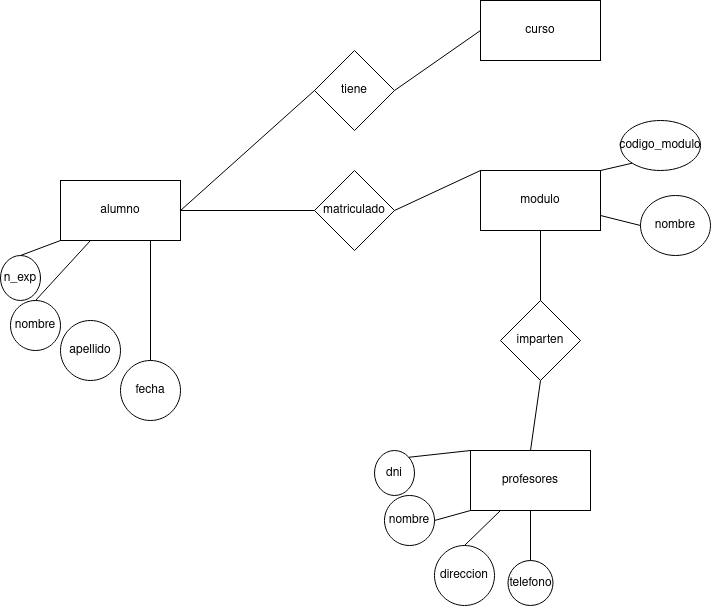 curso
tiene
codigo_modulo
alumno
matriculado
modulo
nombre
n_exp
nombre
apellido
imparten
fecha
dni
profesores
nombre
direccion
telefono